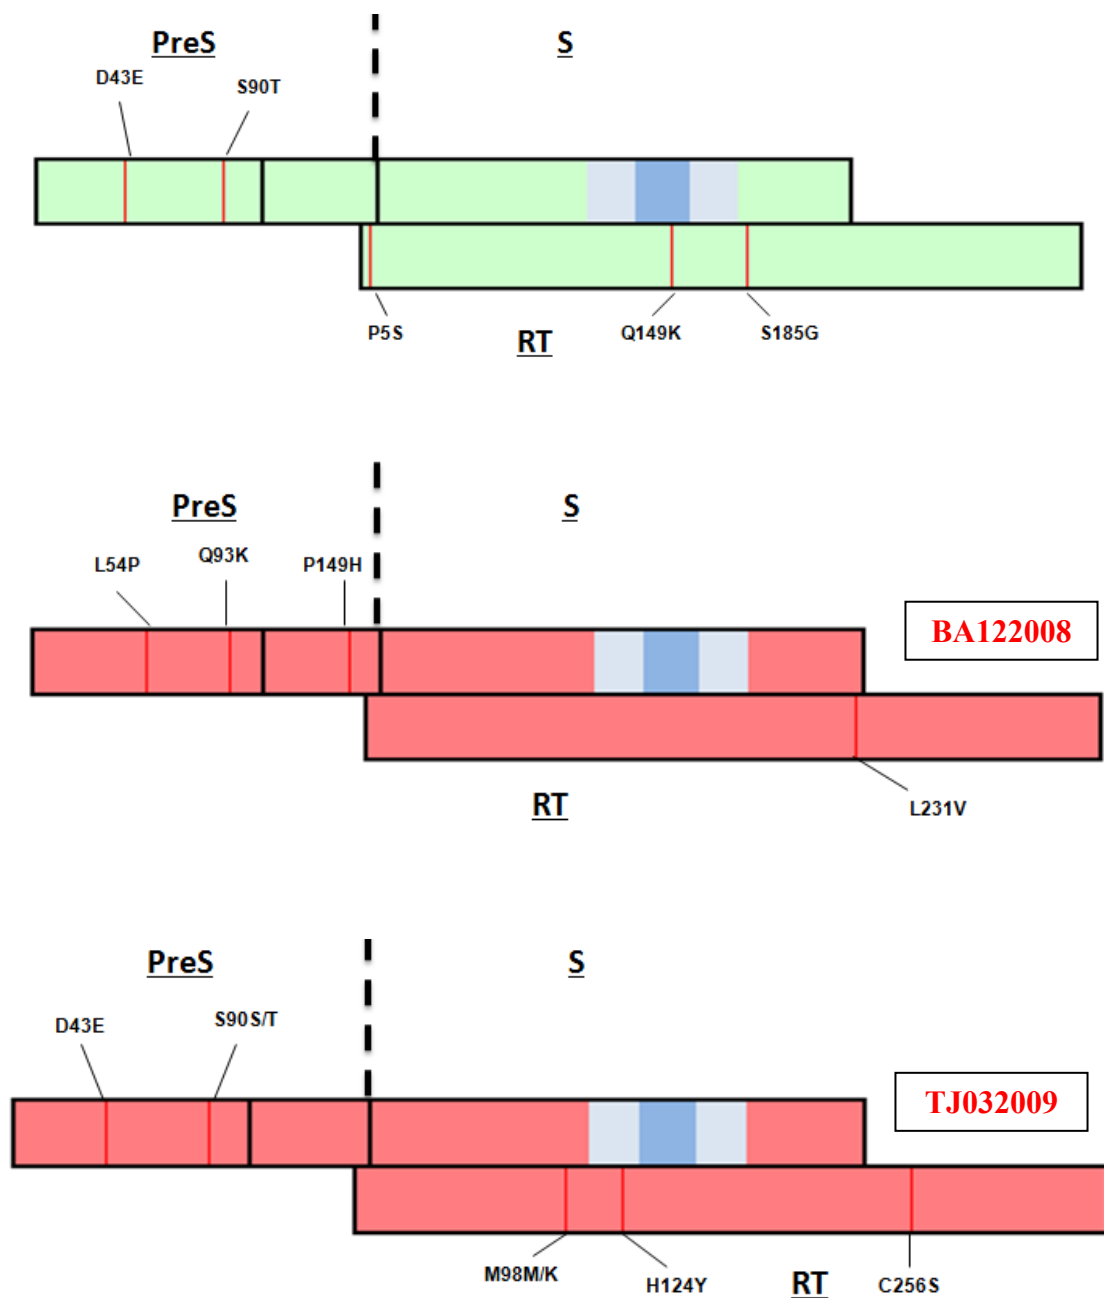 PreS
S
D43E
S90T
P5S
Q149K
S185G
RT
PreS
S
L54P
Q93K
P149H
BA122008
L231V
RT
PreS
S
D43E
S90S/T
TJ032009
M98M/K
H124Y
C256S
RT